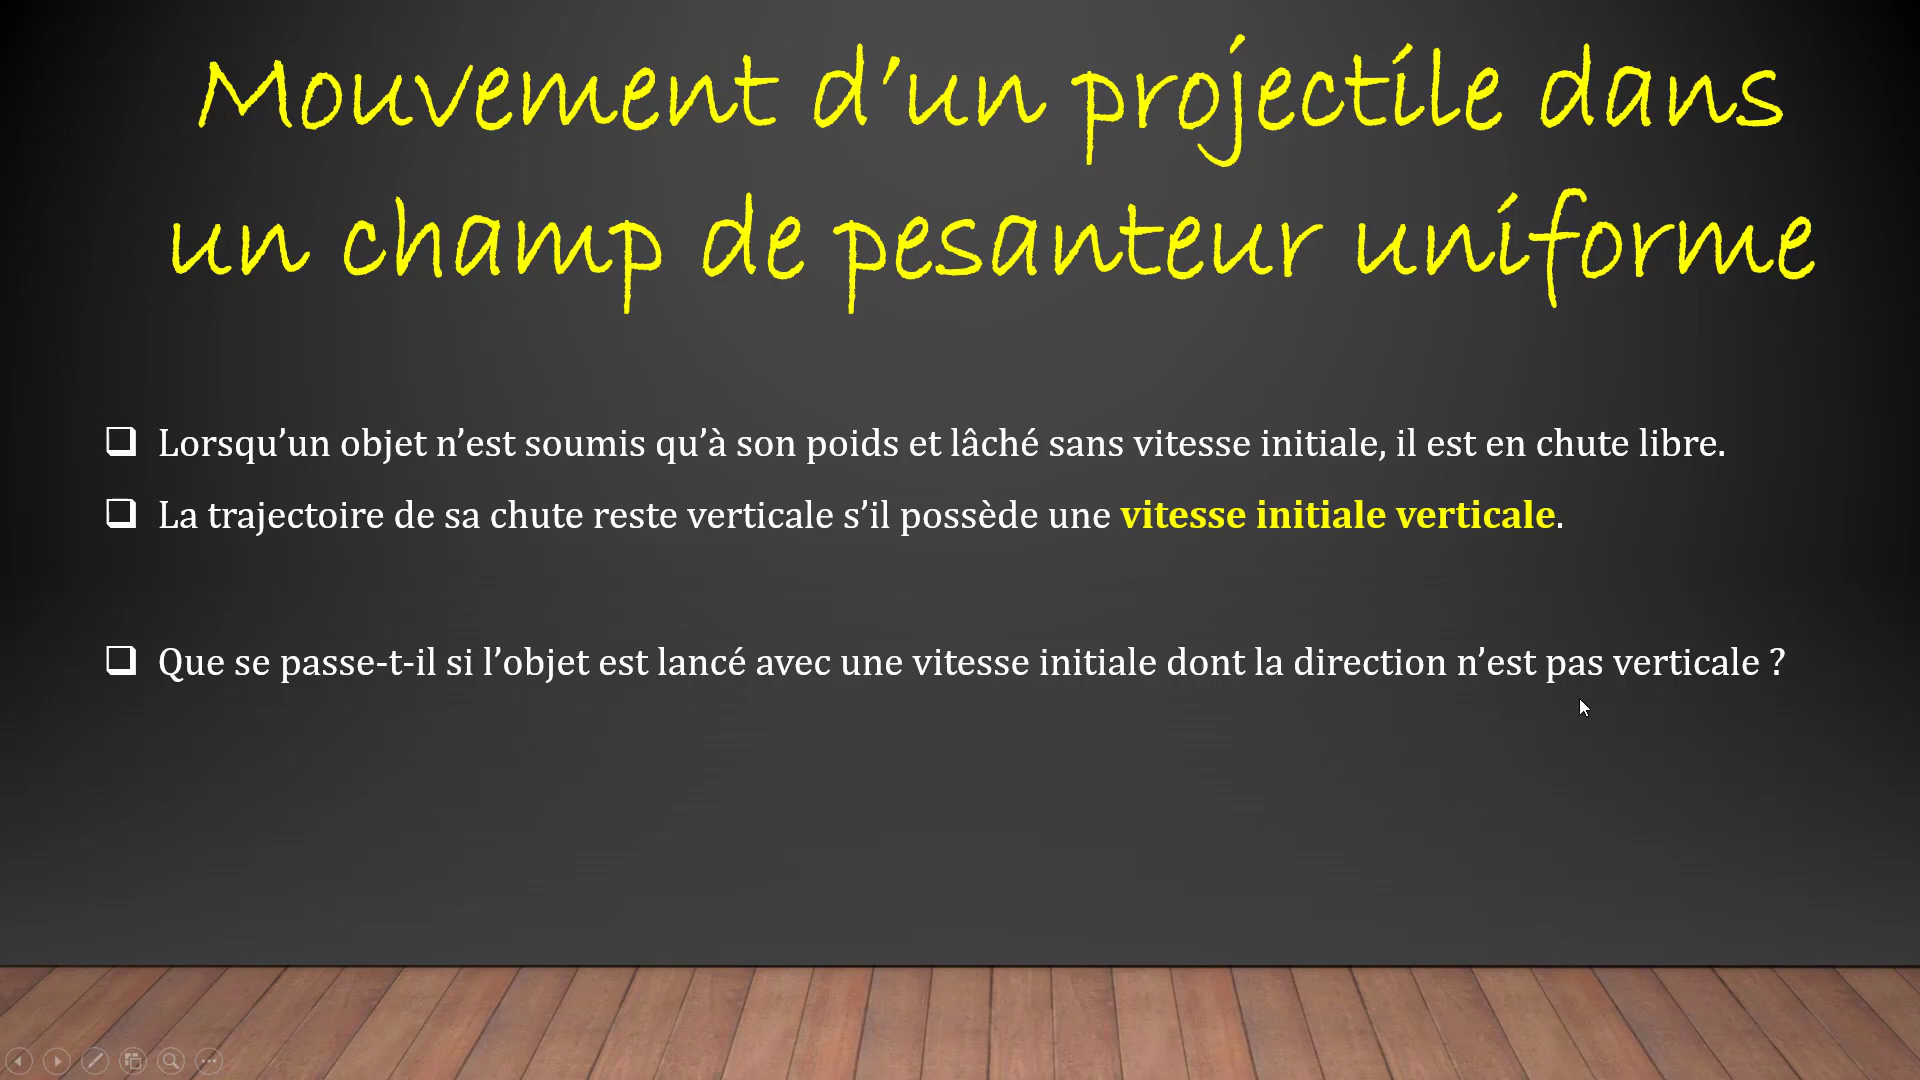 Mouvement d’un projectile dans
un champ de pesanteur uniforme
Lorsqu’un objet n’est soumis qu’à son poids et lâché sans vitesse initiale, il est en chute libre.
La trajectoire de sa chute reste verticale s’il possède une vitesse initiale verticale.
Que se passe-t-il si l’objet est lancé avec une vitesse initiale dont la direction n’est pas verticale ?